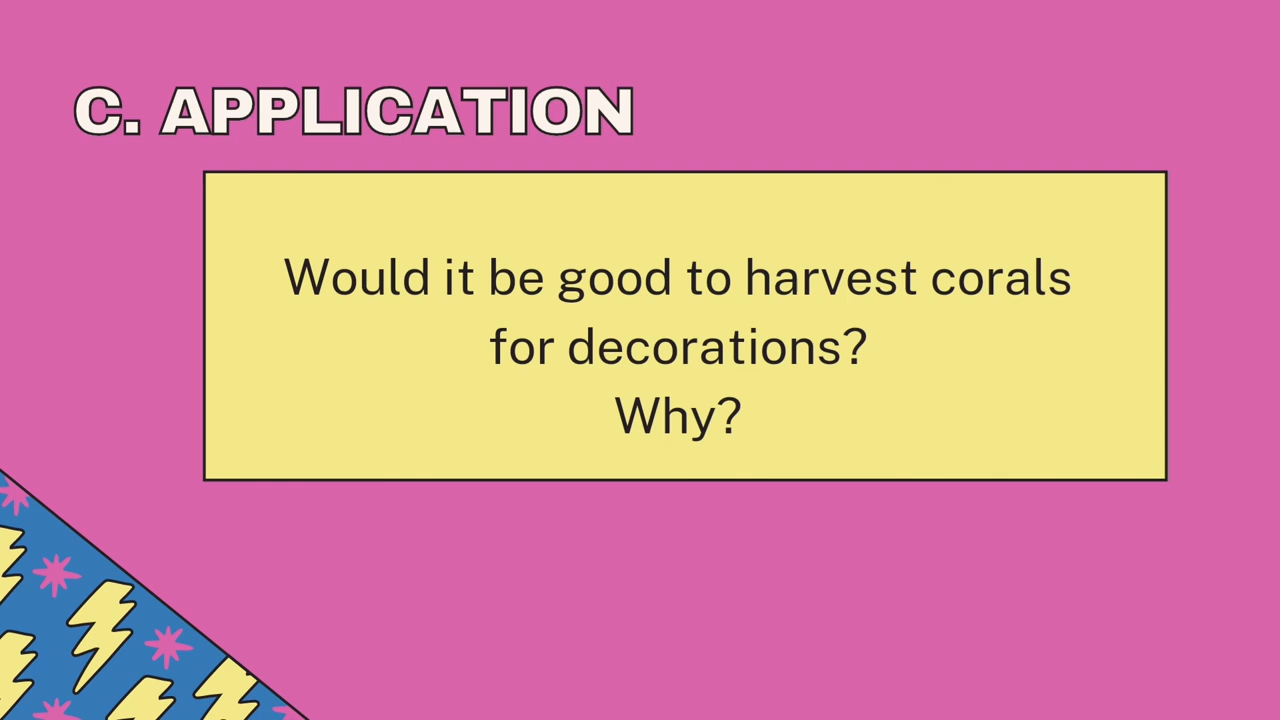 C. APPLICATION
Would it be good to harvest corals
for decorations?
Why?